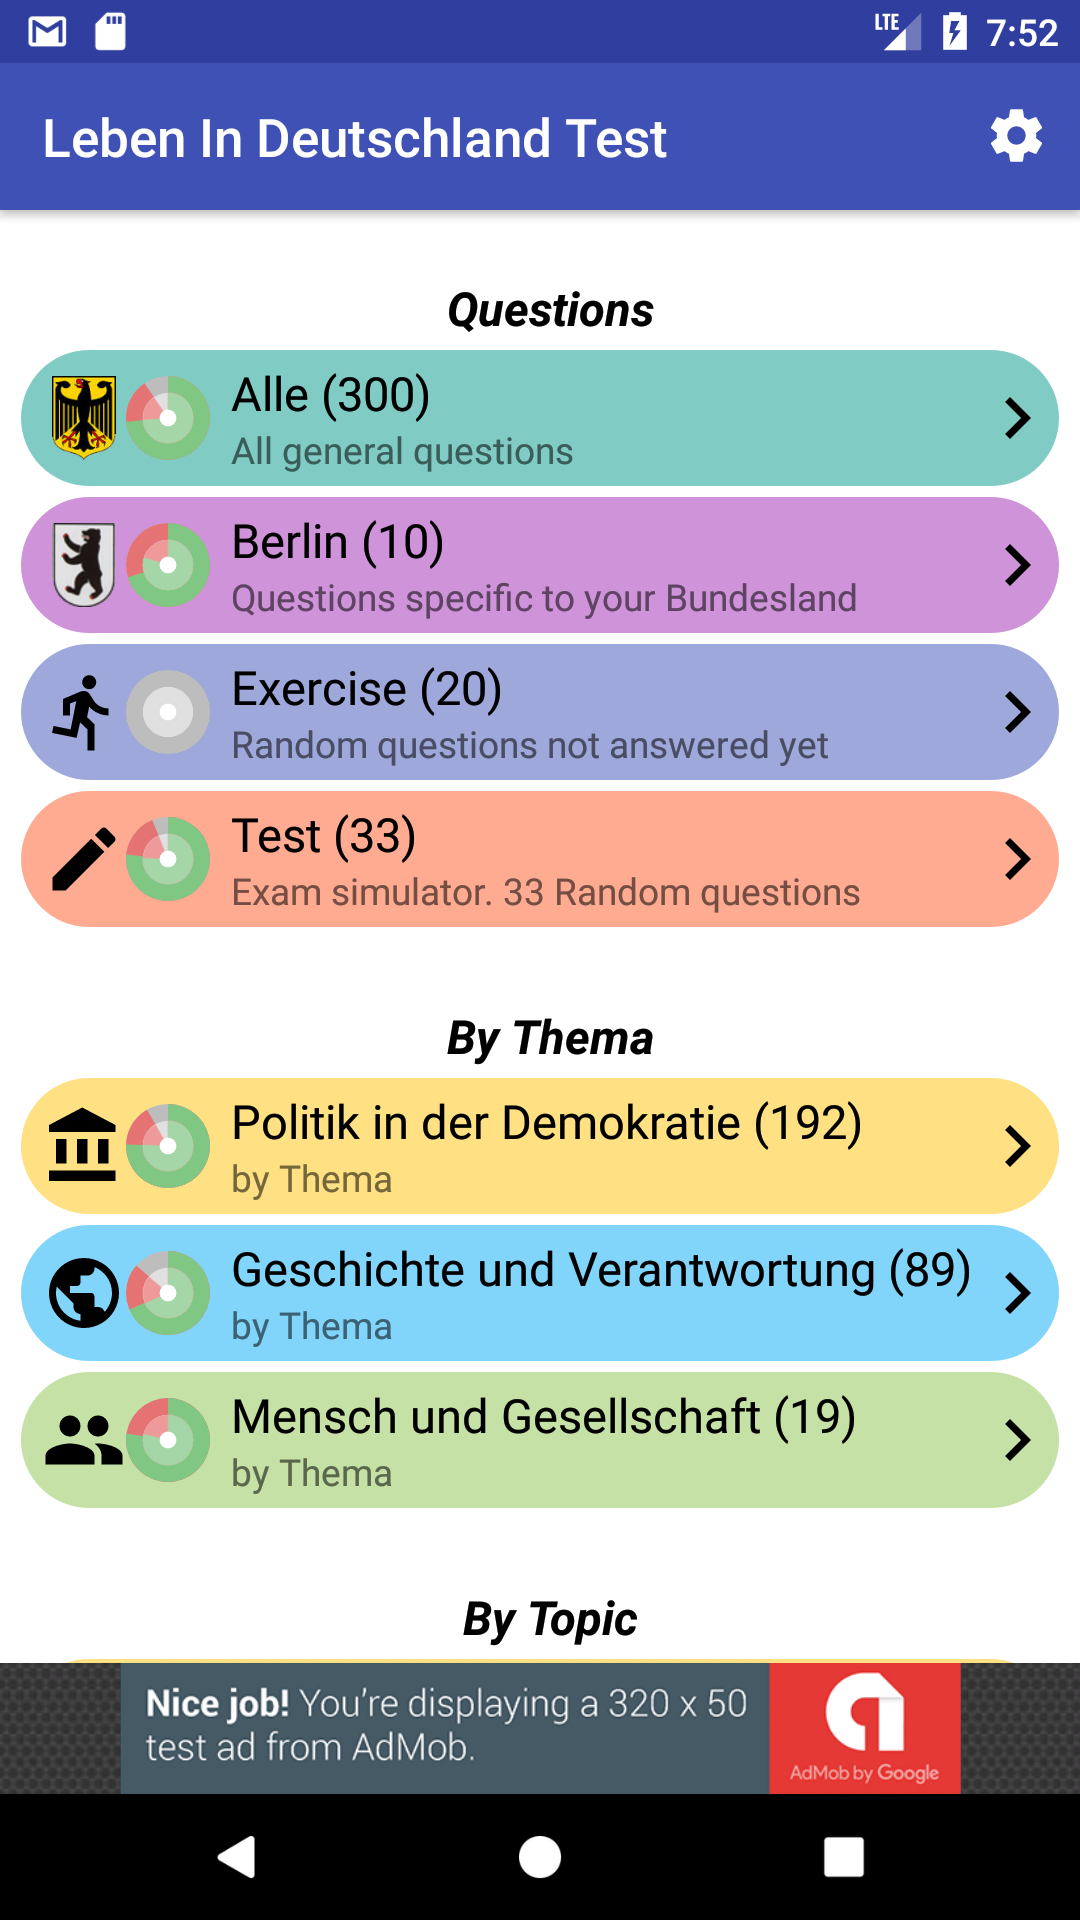 LTE 7:52
Leben In Deutschland Test
Questions
Alle (300)
All general questions
Berlin (10)
Questions specific to your Bundesland
Exercise (20)
Random questions not answered yet
Test (33)
Exam simulator. 33 Random questions
By Thema
Politik in der Demokratie (192)
by Thema
Geschichte und Verantwortung (89)
by Thema
Mensch und Gesellschaft (19)
by Thema
By Topic
Nice job! You’re displaying a 320 x 50
test ad from AdMob.
AdMob by Google